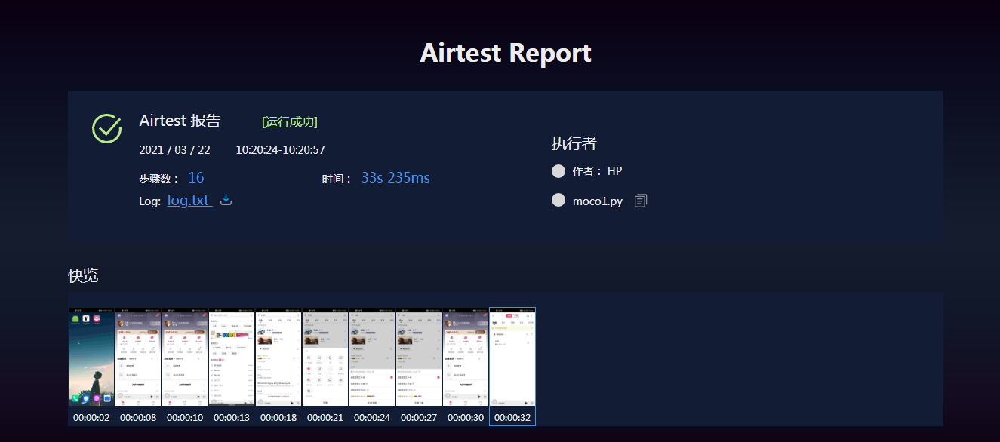 Airtest Report
Airtest 报告 [运行成功]
2021 / 03 / 22 10:20:24-10:20:57
步骤数： 16 时间： 33s 235ms
Log: log.txt
执行者
作者： HP
moco1.py
快览
00:00:02 00:00:08 00:00:10 00:00:13 00:00:18 00:00:21 00:00:24 00:00:27 00:00:30 00:00:32